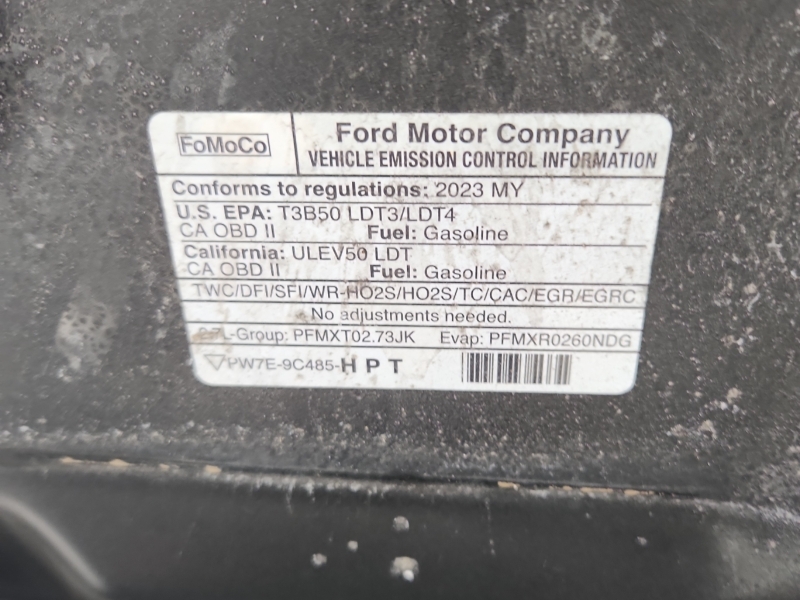 FoMoCo
Ford Motor Company
VEHICLE EMISSION CONTROL INFORMATION
Conforms to regulations: 2023 MY
U.S. EPA: T3B50 LDT3/LDT4
CA OBD II Fuel: Gasoline
California: ULEV50 LDT
CA OBD II Fuel: Gasoline
TWC/DFI/SFI/WR-HO2S/HO2S/TC/CAC/EGR/EGRC
No adjustments needed.
L-Group: PFMXT02.73JK Evap: PFMXR0260NDG
PW7E-9C485-H P T